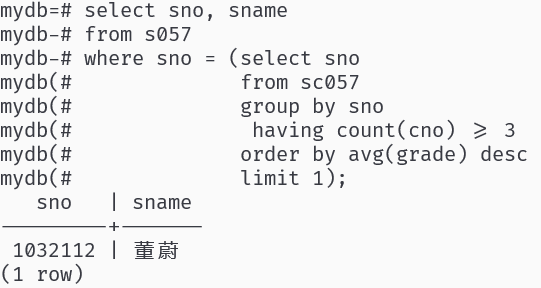 mydb=# select sno, sname
mydb-# from s057
mydb-# where sno = (select sno
mydb(#              from sc057
mydb(#              group by sno
mydb(#               having count(cno) >= 3
mydb(#              order by avg(grade) desc
mydb(#              limit 1);
   sno   | sname
---------+-------
 1032112 | 董蔚
(1 row)